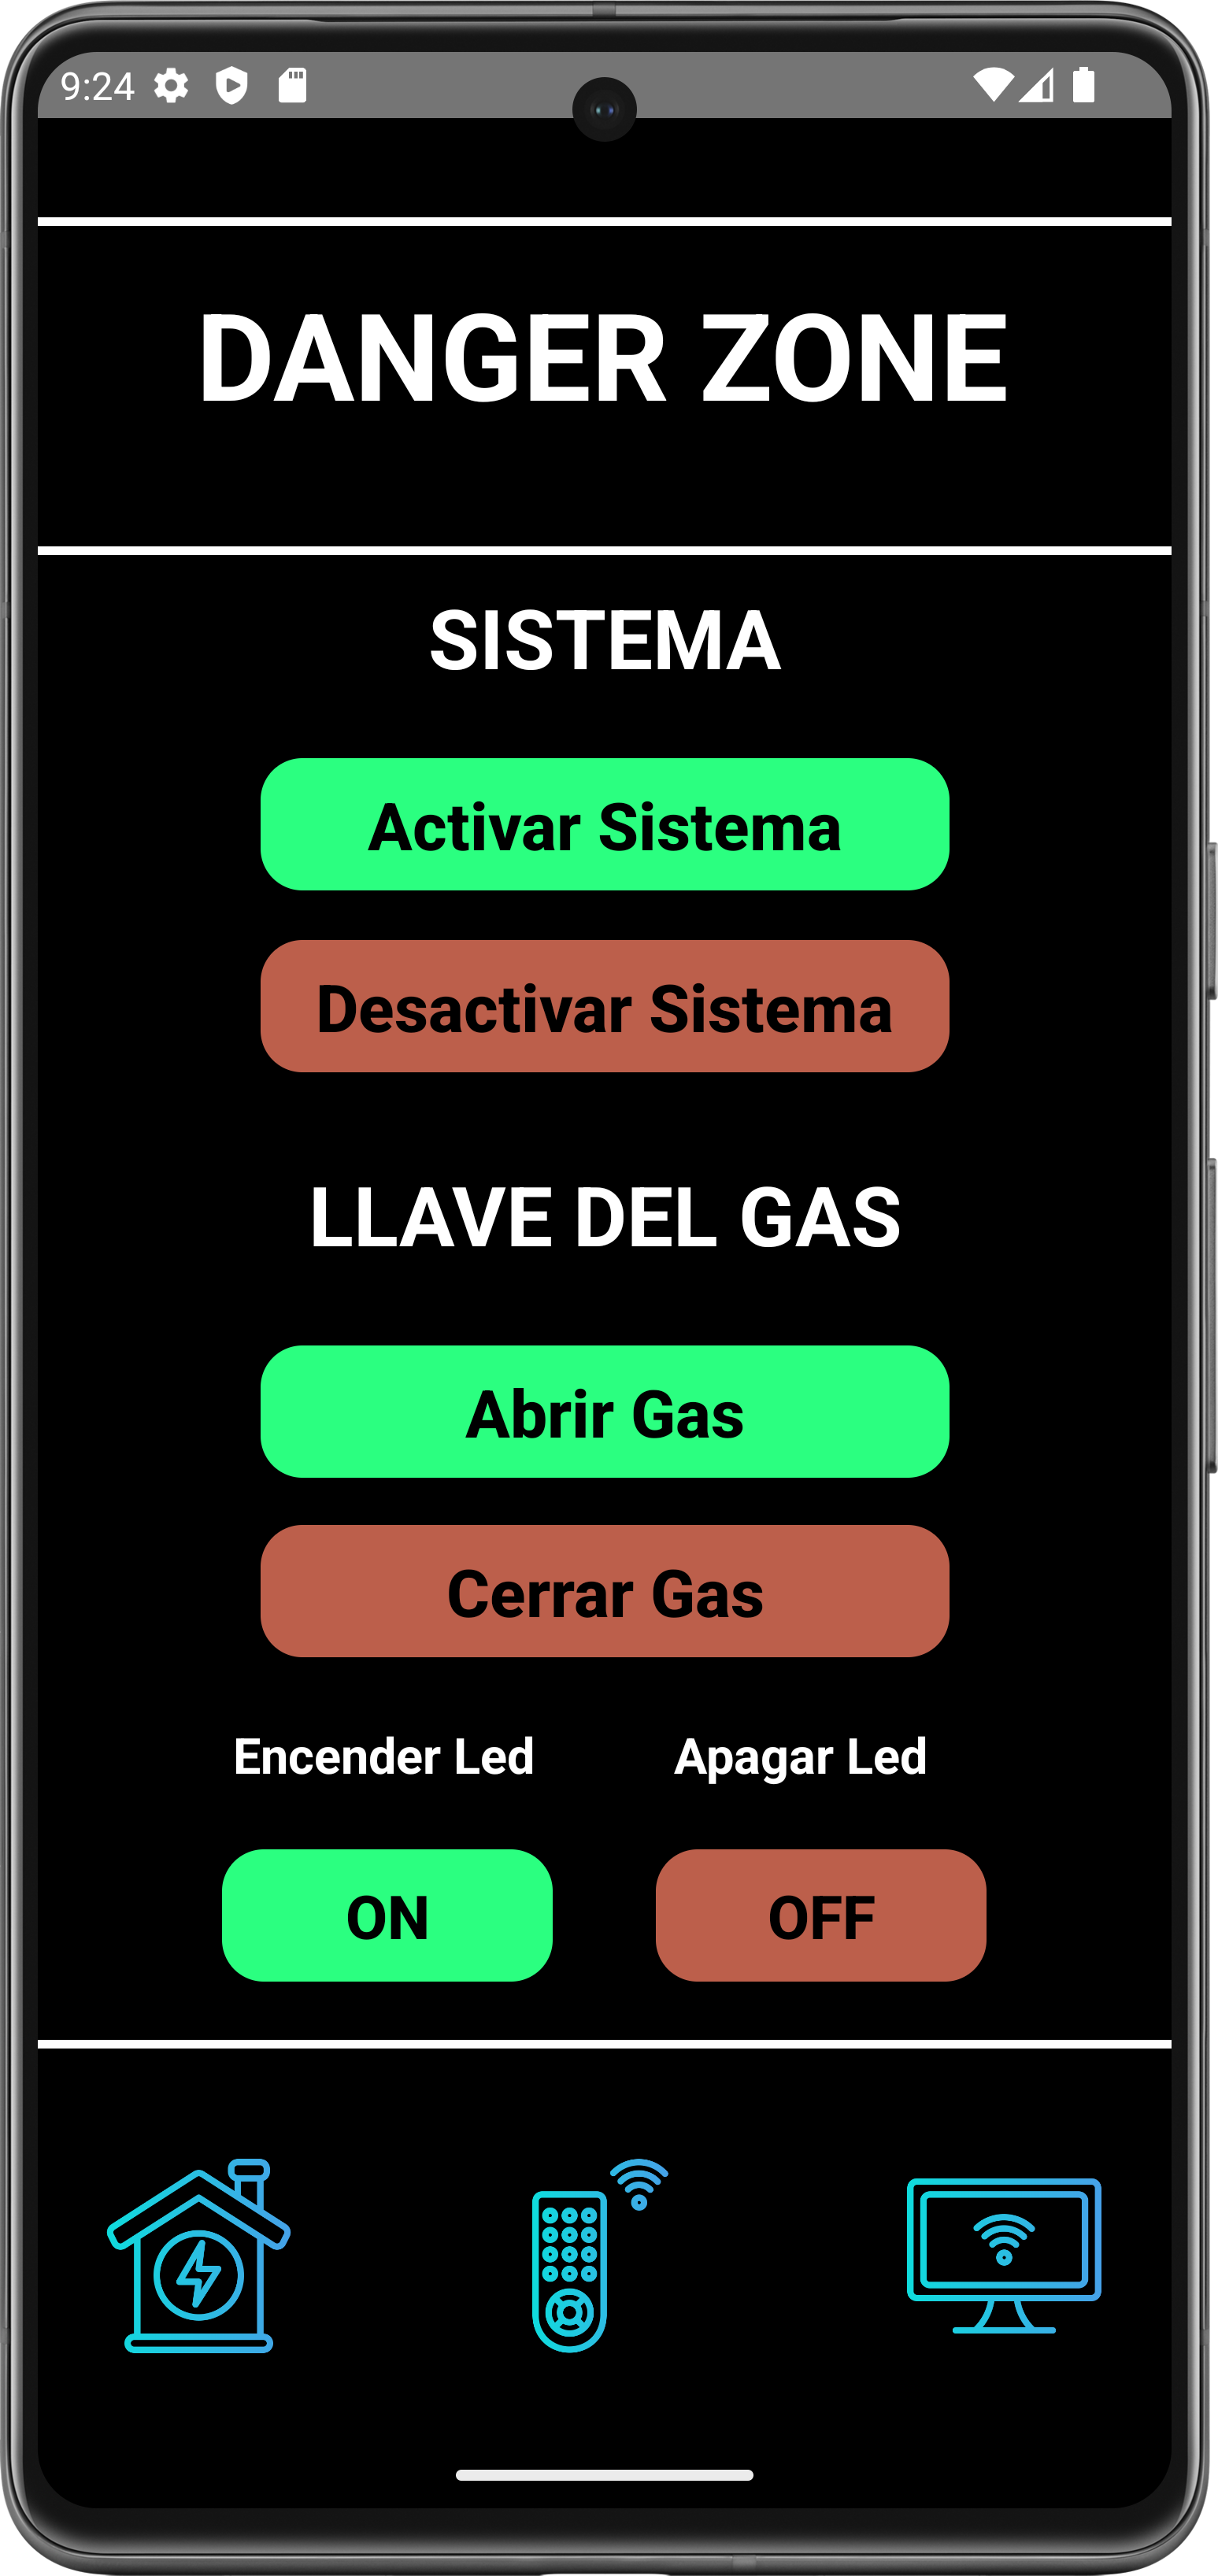 9:24
DANGER ZONE
SISTEMA
Activar Sistema
Desactivar Sistema
LLAVE DEL GAS
Abrir Gas
Cerrar Gas
Encender Led Apagar Led
ON OFF